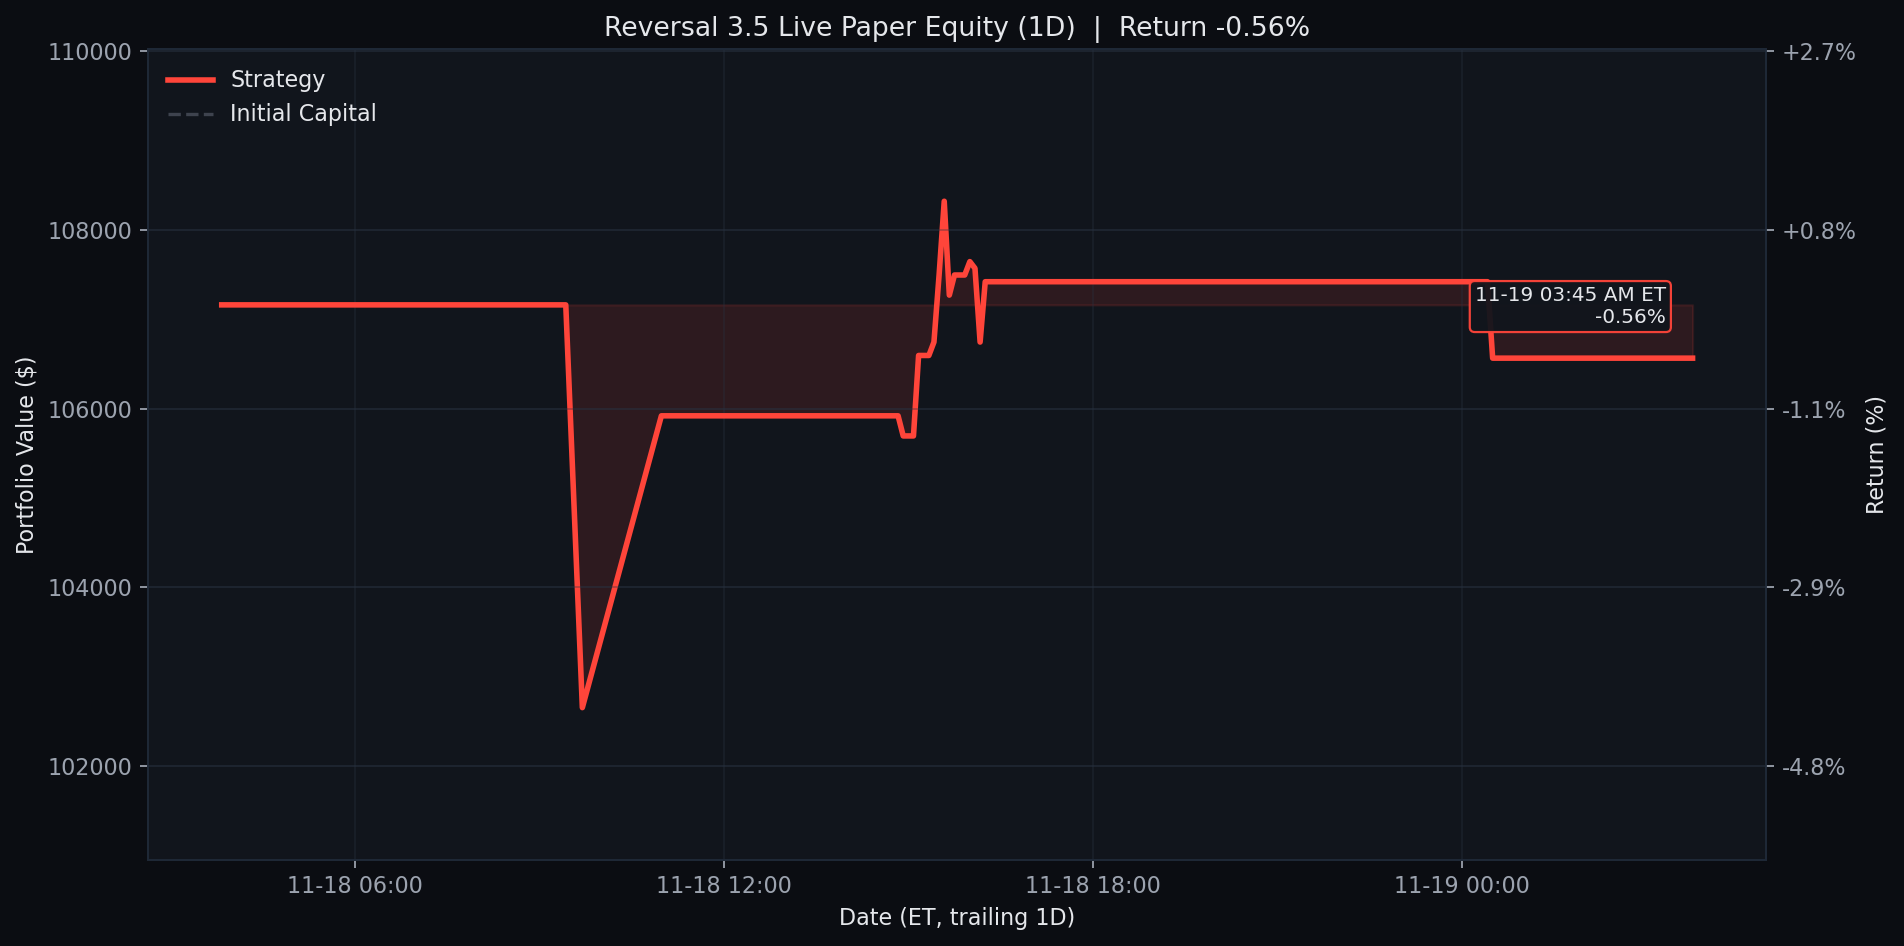 Reversal 3.5 Live Paper Equity (1D) | Return -0.56%
Strategy
Initial Capital
Portfolio Value ($)
110000
108000
106000
104000
102000
+2.7%
+0.8%
-1.1%
-2.9%
-4.8%
Return (%)
11-19 03:45 AM ET
-0.56%
11-18 06:00
11-18 12:00
11-18 18:00
11-19 00:00
Date (ET, trailing 1D)